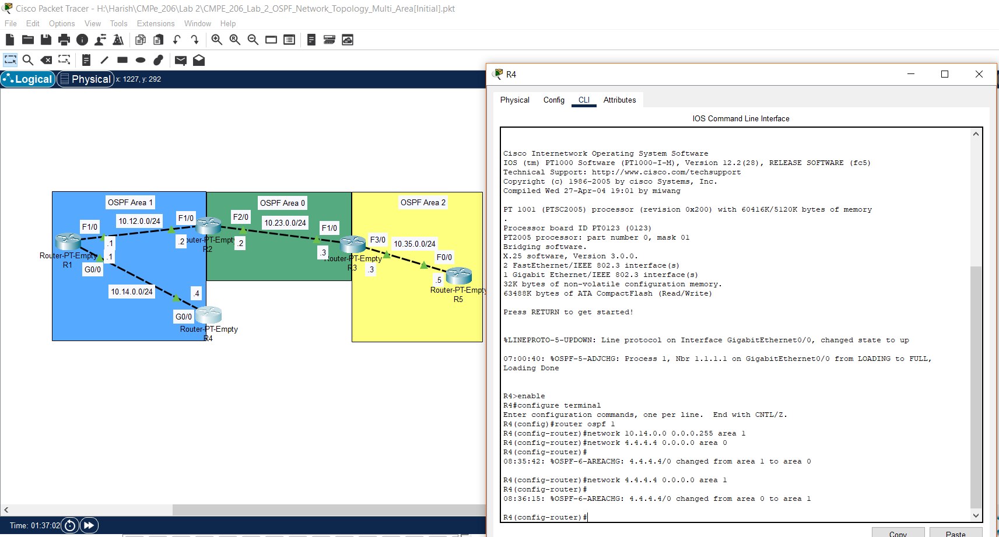 Cisco Packet Tracer - H:\Harish\CMPe_206\Lab 2\CMPE_206_Lab_2_OSPF_Network_Topology_Multi_Area[Initial].pkt
File Edit Options View Tools Extensions Window Help
Logical Physical x: 1227, y: 292
OSPF Area 1
OSPF Area 0
OSPF Area 2
F1/0
10.12.0.0/24
F1/0
F2/0
10.23.0.0/24
F1/0
.1
.2
.2
F3/0
10.35.0.0/24
Router-PT-Empty
R1
.1
outer-PT-Empty
R2
.3
Router-PT-Empty
R3
.3
F0/0
G0/0
.5
10.14.0.0/24
.4
Router-PT-Empty
R5
G0/0
Router-PT-Empty
R4
Time: 01:37:02
R4
Physical Config CLI Attributes
IOS Command Line Interface
Cisco Internetwork Operating System Software
IOS (tm) PT1000 Software (PT1000-I-M), Version 12.2(28), RELEASE SOFTWARE (fc5)
Technical Support: http://www.cisco.com/techsupport
Copyright (c) 1986-2005 by cisco Systems, Inc.
Compiled Wed 27-Apr-04 19:01 by miwang
PT 1001 (PTSC2005) processor (revision 0x200) with 60416K/5120K bytes of memory
.
Processor board ID PT0123 (0123)
PT2005 processor: part number 0, mask 01
Bridging software.
X.25 software, Version 3.0.0.
2 FastEthernet/IEEE 802.3 interface(s)
1 Gigabit Ethernet/IEEE 802.3 interface(s)
32K bytes of non-volatile configuration memory.
63488K bytes of ATA CompactFlash (Read/Write)
Press RETURN to get started!
%LINEPROTO-5-UPDOWN: Line protocol on Interface GigabitEthernet0/0, changed state to up
07:00:40: %OSPF-5-ADJCHG: Process 1, Nbr 1.1.1.1 on GigabitEthernet0/0 from LOADING to FULL,
Loading Done
R4>enable
R4#configure terminal
Enter configuration commands, one per line.  End with CNTL/Z.
R4(config)#router ospf 1
R4(config-router)#network 10.14.0.0 0.0.0.255 area 1
R4(config-router)#network 4.4.4.4 0.0.0.0 area 0
R4(config-router)#
08:35:42: %OSPF-6-AREACHG: 4.4.4.4/0 changed from area 1 to area 0
R4(config-router)#network 4.4.4.4 0.0.0.0 area 1
R4(config-router)#
08:36:15: %OSPF-6-AREACHG: 4.4.4.4/0 changed from area 0 to area 1
R4(config-router)#
Copy Paste